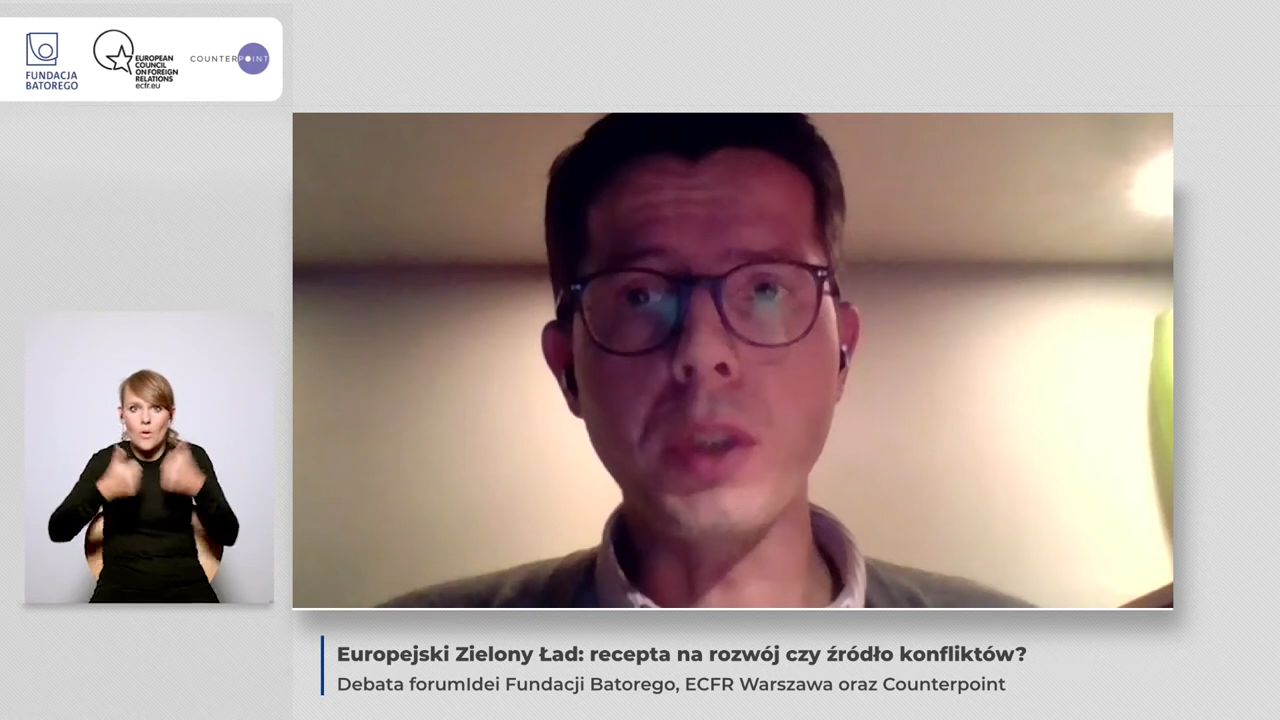 FUNDACJA
BATOREGO
EUROPEAN
COUNCIL
ON FOREIGN
RELATIONS
ecfr.eu
COUNTERPOINT
Europejski Zielony Ład: recepta na rozwój czy źródło konfliktów?
Debata forumIdei Fundacji Batorego, ECFR Warszawa oraz Counterpoint